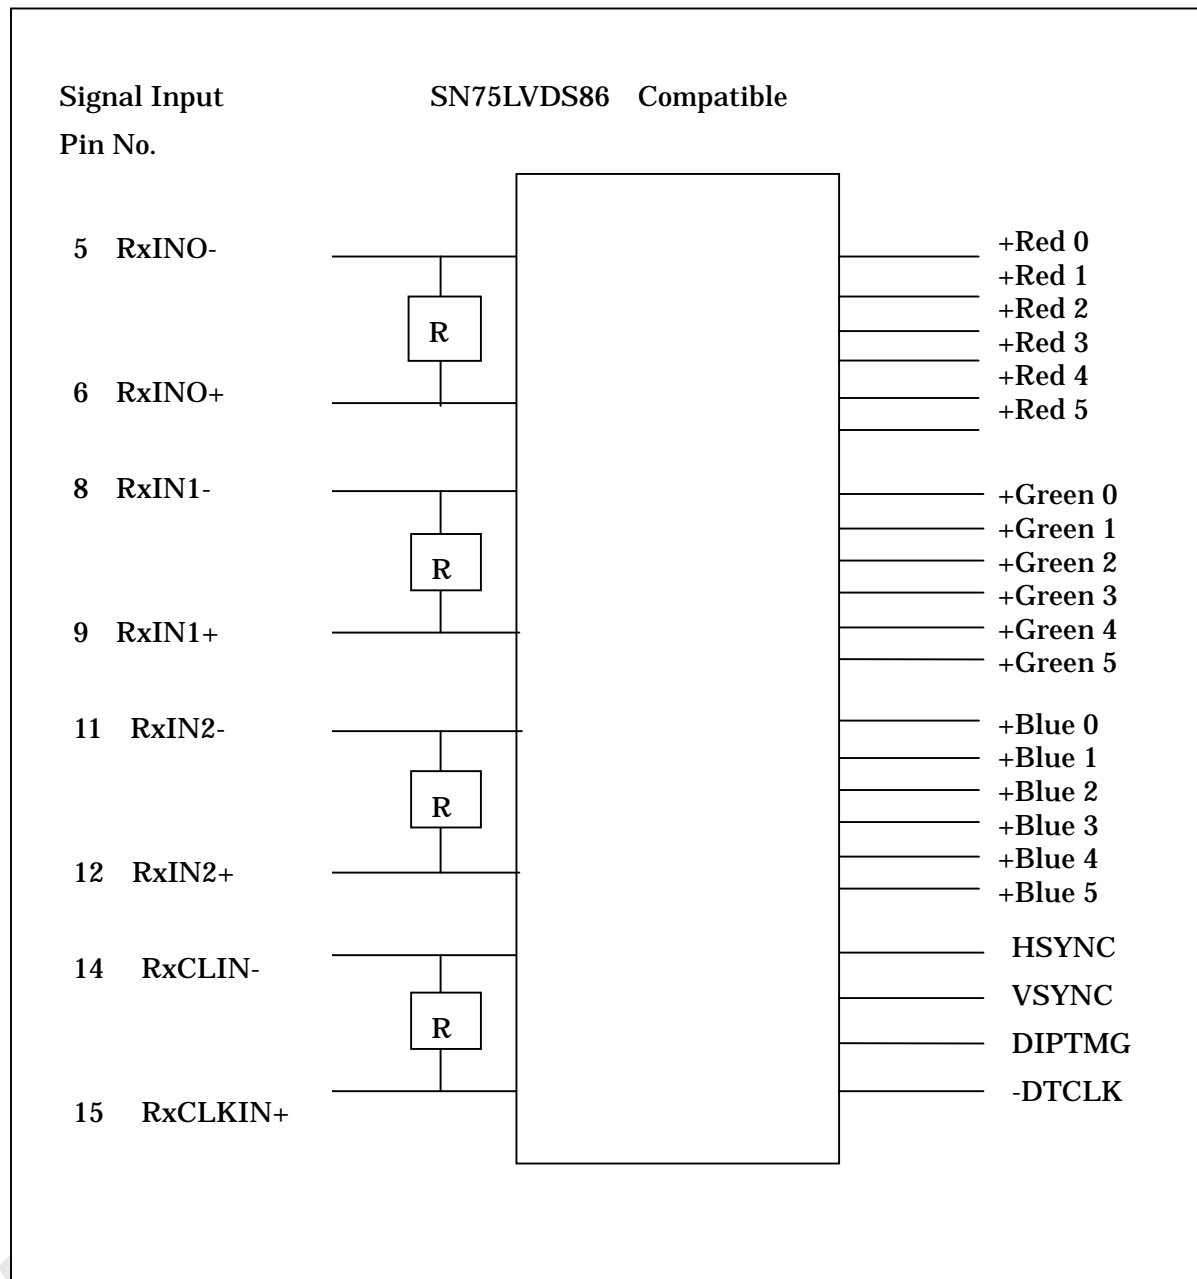 Signal Input SN75LVDS86 Compatible
Pin No.
5 RxINO-
R
6 RxINO+
8 RxIN1-
R
9 RxIN1+
11 RxIN2-
R
12 RxIN2+
14 RxCLIN-
R
15 RxCLKIN+
+Red 0
+Red 1
+Red 2
+Red 3
+Red 4
+Red 5
+Green 0
+Green 1
+Green 2
+Green 3
+Green 4
+Green 5
+Blue 0
+Blue 1
+Blue 2
+Blue 3
+Blue 4
+Blue 5
HSYNC
VSYNC
DIPTMG
-DTCLK